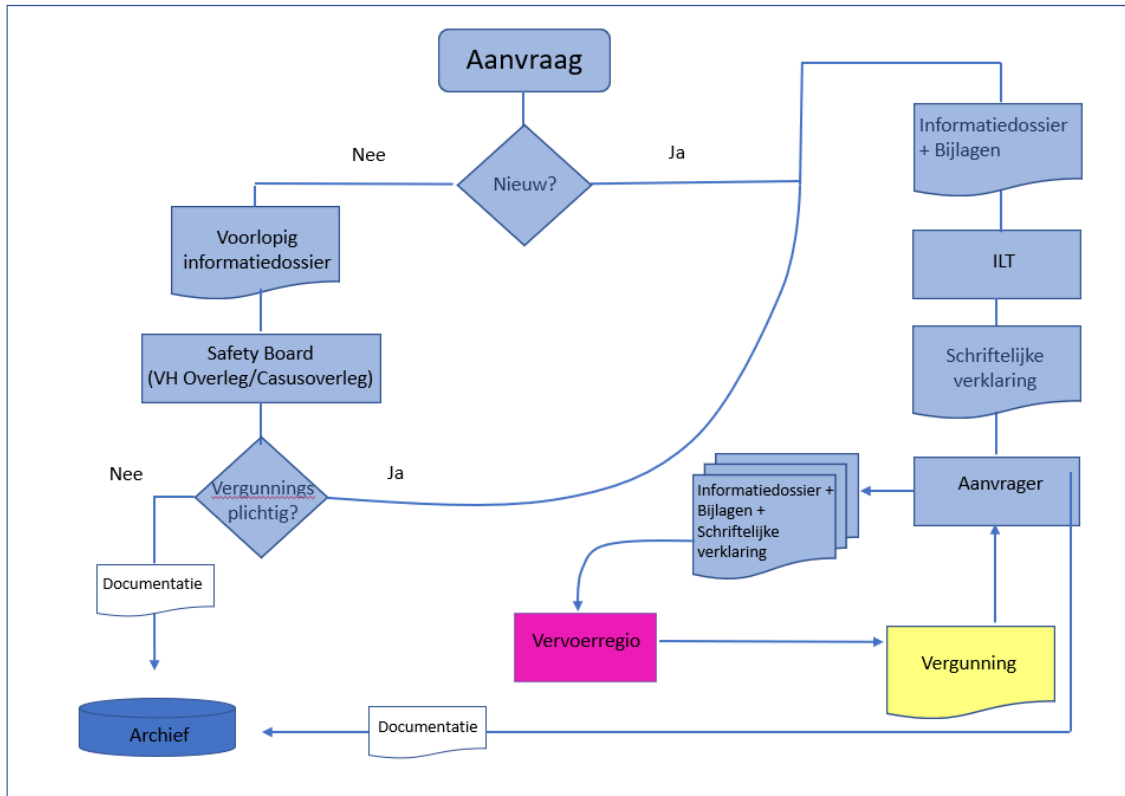 Aanvraag
Nee
Ja
Nieuw?
Informatiedossier
+ Bijlagen
Voorlopig
informatiedossier
ILT
Safety Board
(VH Overleg/Casusoverleg)
Schriftelijke
verklaring
Nee
Ja
Vergunnings
plichtig?
Aanvrager
Informatiedossier +
Bijlagen +
Schriftelijke
verklaring
Documentatie
Vervoerregio
Vergunning
Archief
Documentatie